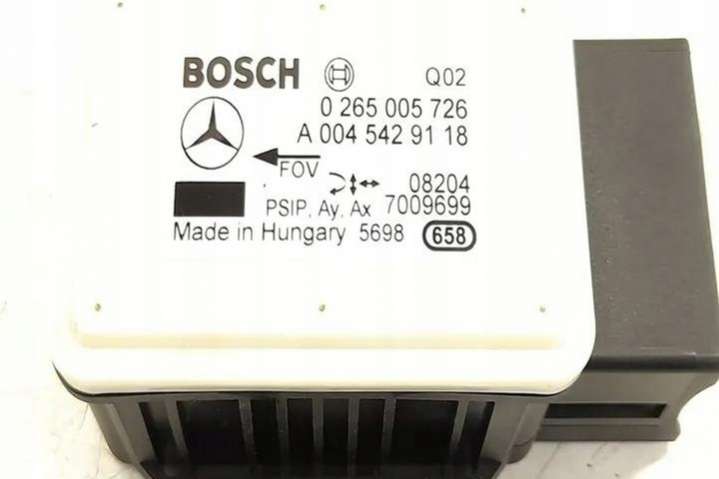 BOSCH Q02
0 265 005 726
A 004 542 91 18
FOV
08204
PSIP, Ay, Ax 7009699
Made in Hungary 5698 658